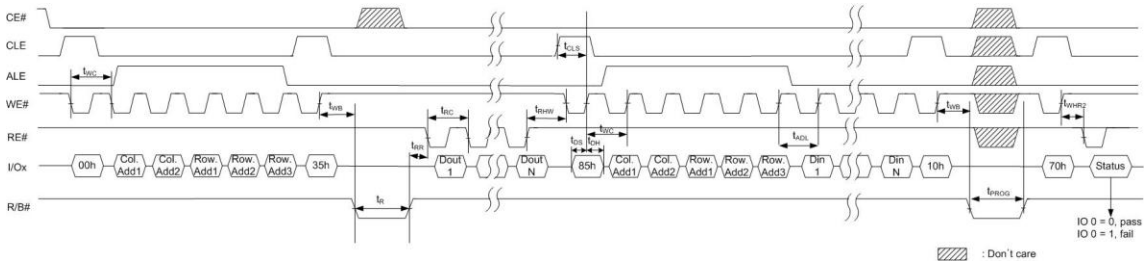 CE#
CLE
tCLS
ALE
tWC
WE#
tWB
tRC
tRHW
tWC
tADL
tWB
tWHR2
RE#
tRR
tDS
tDH
I/Ox
00h
Col. Add1
Col. Add2
Row. Add1
Row. Add2
Row. Add3
35h
Dout 1
Dout N
85h
Col. Add1
Col. Add2
Row. Add1
Row. Add2
Row. Add3
Din 1
Din N
10h
70h
Status
R/B#
tR
tPROG
IO 0 = 0, pass
IO 0 = 1, fail
: Don´t care